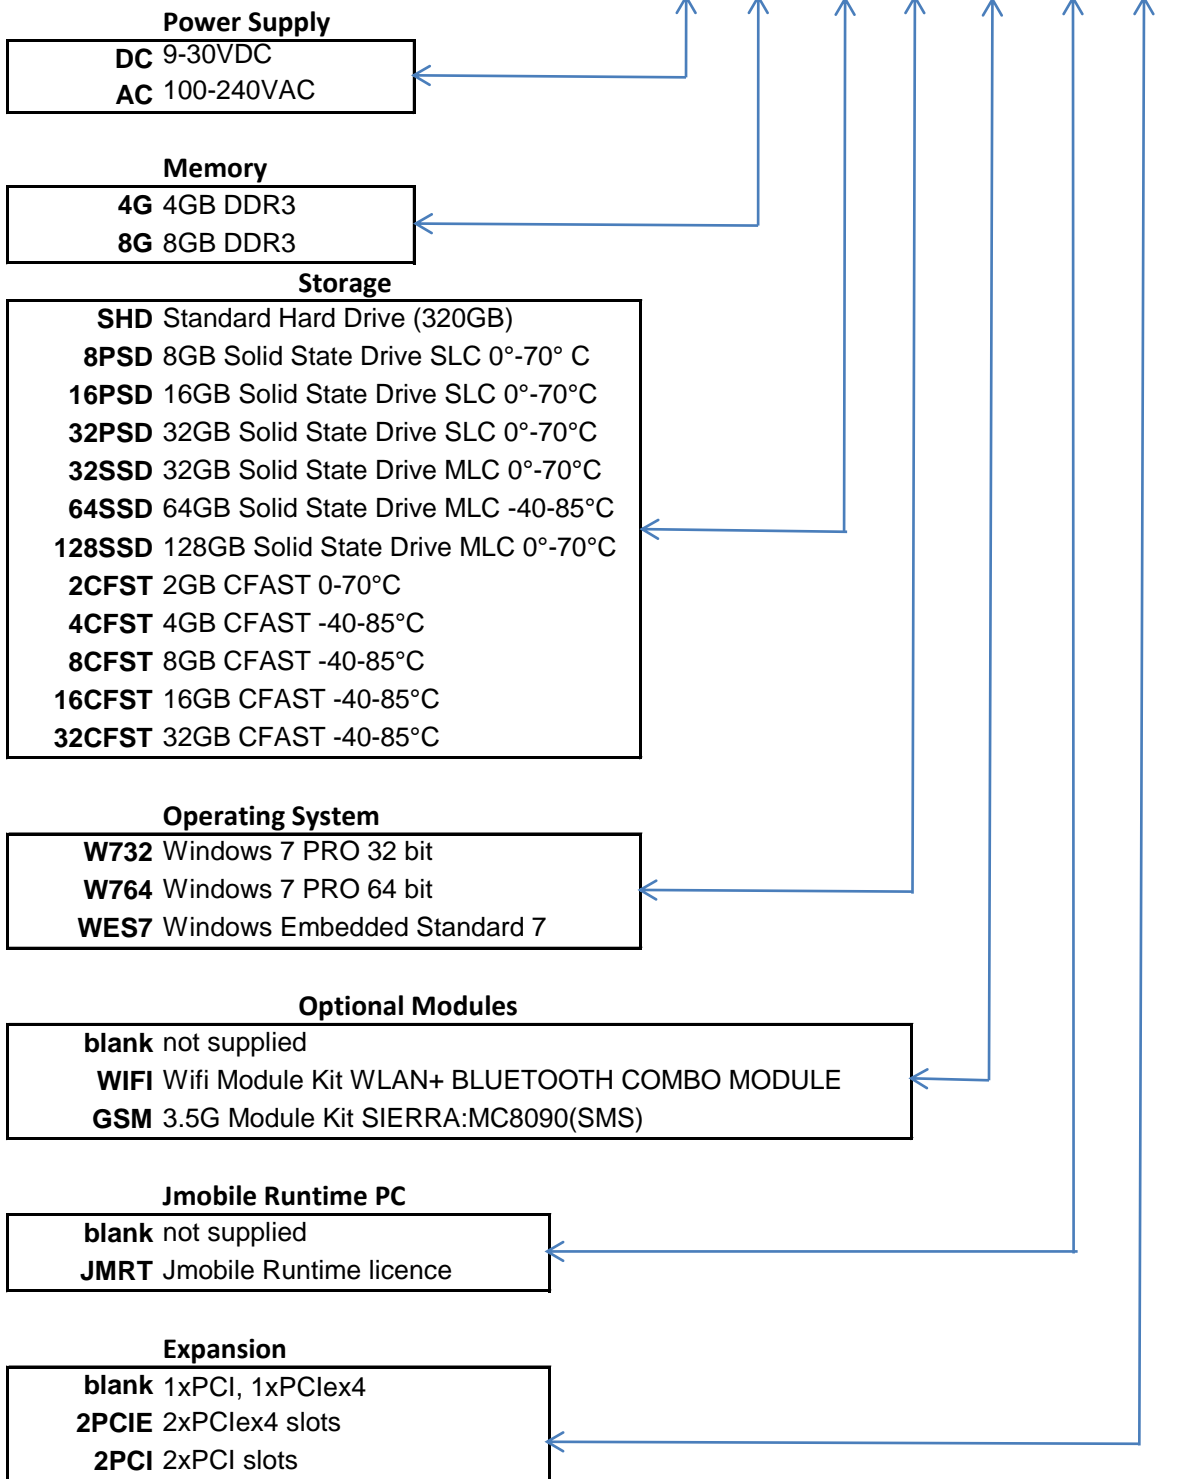 Power Supply
DC 9-30VDC
AC 100-240VAC
Memory
4G 4GB DDR3
8G 8GB DDR3
Storage
SHD Standard Hard Drive (320GB)
8PSD 8GB Solid State Drive SLC 0°-70° C
16PSD 16GB Solid State Drive SLC 0°-70°C
32PSD 32GB Solid State Drive SLC 0°-70°C
32SSD 32GB Solid State Drive MLC 0°-70°C
64SSD 64GB Solid State Drive MLC -40-85°C
128SSD 128GB Solid State Drive MLC 0°-70°C
2CFST 2GB CFAST 0-70°C
4CFST 4GB CFAST -40-85°C
8CFST 8GB CFAST -40-85°C
16CFST 16GB CFAST -40-85°C
32CFST 32GB CFAST -40-85°C
Operating System
W732 Windows 7 PRO 32 bit
W764 Windows 7 PRO 64 bit
WES7 Windows Embedded Standard 7
Optional Modules
blank not supplied
WIFI Wifi Module Kit WLAN+ BLUETOOTH COMBO MODULE
GSM 3.5G Module Kit SIERRA:MC8090(SMS)
Jmobile Runtime PC
blank not supplied
JMRT Jmobile Runtime licence
Expansion
blank 1xPCI, 1xPCIex4
2PCIE 2xPCIex4 slots
2PCI 2xPCI slots